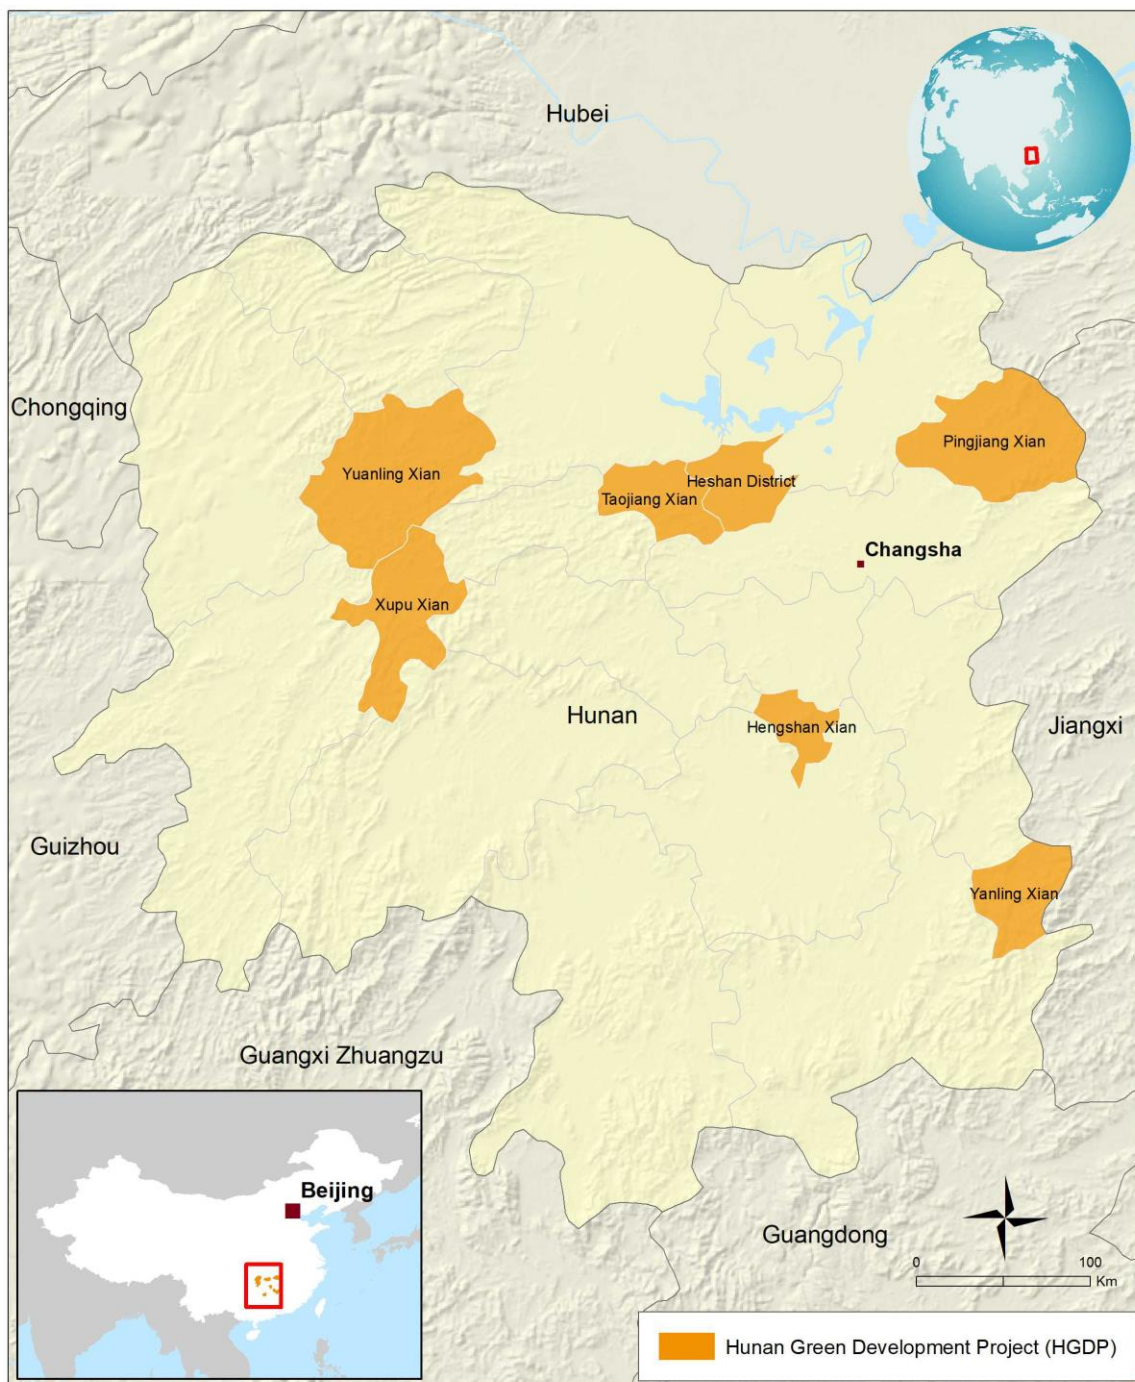 Hubei
Chongqing
Pingjiang Xian
Yuanling Xian
Heshan District
Taojiang Xian
Changsha
Xupu Xian
Hunan
Hengshan Xian
Jiangxi
Guizhou
Yanling Xian
Guangxi Zhuangzu
Beijing
Guangdong
0 100
Km
Hunan Green Development Project (HGDP)